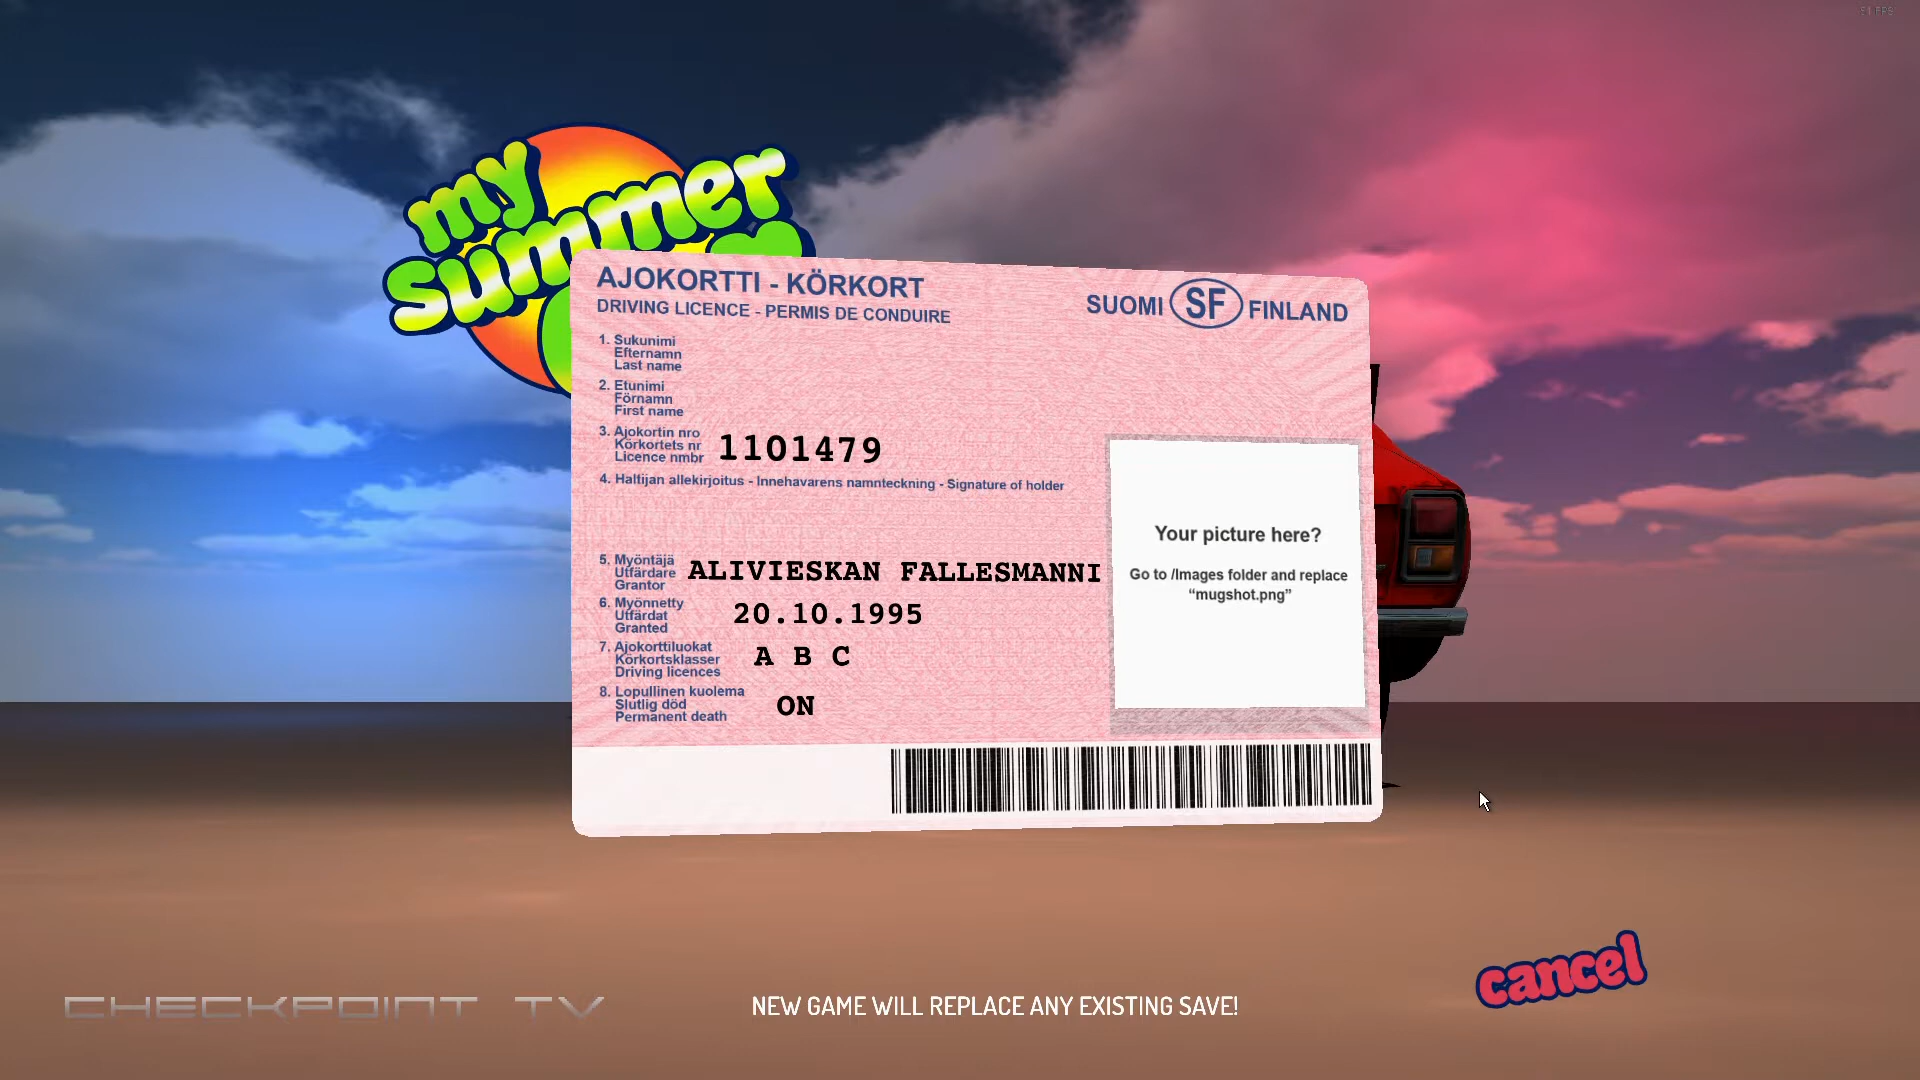 51 FPS
my
summer
AJOKORTTI - KÖRKORT
DRIVING LICENCE - PERMIS DE CONDUIRE
SUOMI SF FINLAND
1. Sukunimi
Efternamn
Last name
2. Etunimi
Förnamn
First name
3. Ajokortin nro
Körkortets nr
Licence nmbr
1101479
4. Haltijan allekirjoitus - Innehavarens namnteckning - Signature of holder
5. Myöntäjä
Utfärdare
Grantor
ALIVIESKAN FALLESMANNI
6. Myönnetty
Utfärdat
Granted
20.10.1995
7. Ajokorttiluokat
Körkortsklasser
Driving licences
A B C
8. Lopullinen kuolema
Slutlig död
Permanent death
ON
Your picture here?
Go to /Images folder and replace
“mugshot.png”
cancel
CHECKPOINT TV
NEW GAME WILL REPLACE ANY EXISTING SAVE!